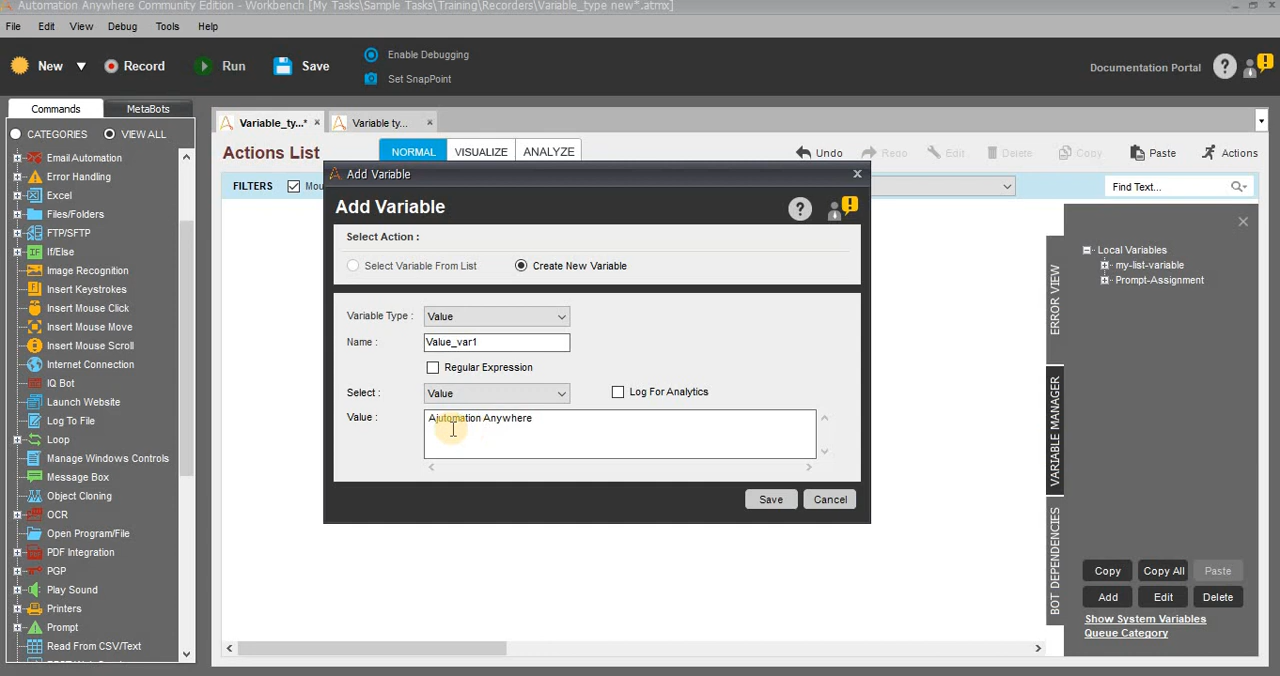 Automation Anywhere Community Edition - Workbench [My Tasks\Sample Tasks\Training\Recorders\Variable_type new*.atmx]
File Edit View Debug Tools Help
New Record Run Save
Enable Debugging
Set SnapPoint
Documentation Portal ?
Commands MetaBots
CATEGORIES VIEW ALL
Email Automation
Error Handling
Excel
Files/Folders
FTP/SFTP
If/Else
Image Recognition
Insert Keystrokes
Insert Mouse Click
Insert Mouse Move
Insert Mouse Scroll
Internet Connection
IQ Bot
Launch Website
Log To File
Loop
Manage Windows Controls
Message Box
Object Cloning
OCR
Open Program/File
PDF Integration
PGP
Play Sound
Printers
Prompt
Read From CSV/Text
Variable_ty...* Variable ty...
Actions List NORMAL VISUALIZE ANALYZE Undo Redo Edit Delete Copy Paste Actions
FILTERS Mou Find Text...
Add Variable
Add Variable ?
Select Action :
Select Variable From List Create New Variable
Variable Type : Value
Name : Value_var1
Regular Expression
Select : Value Log For Analytics
Value : Ajutomation Anywhere
Save Cancel
ERROR VIEW
VARIABLE MANAGER
BOT DEPENDENCIES
Local Variables
my-list-variable
Prompt-Assignment
Copy Copy All Paste
Add Edit Delete
Show System Variables
Queue Category